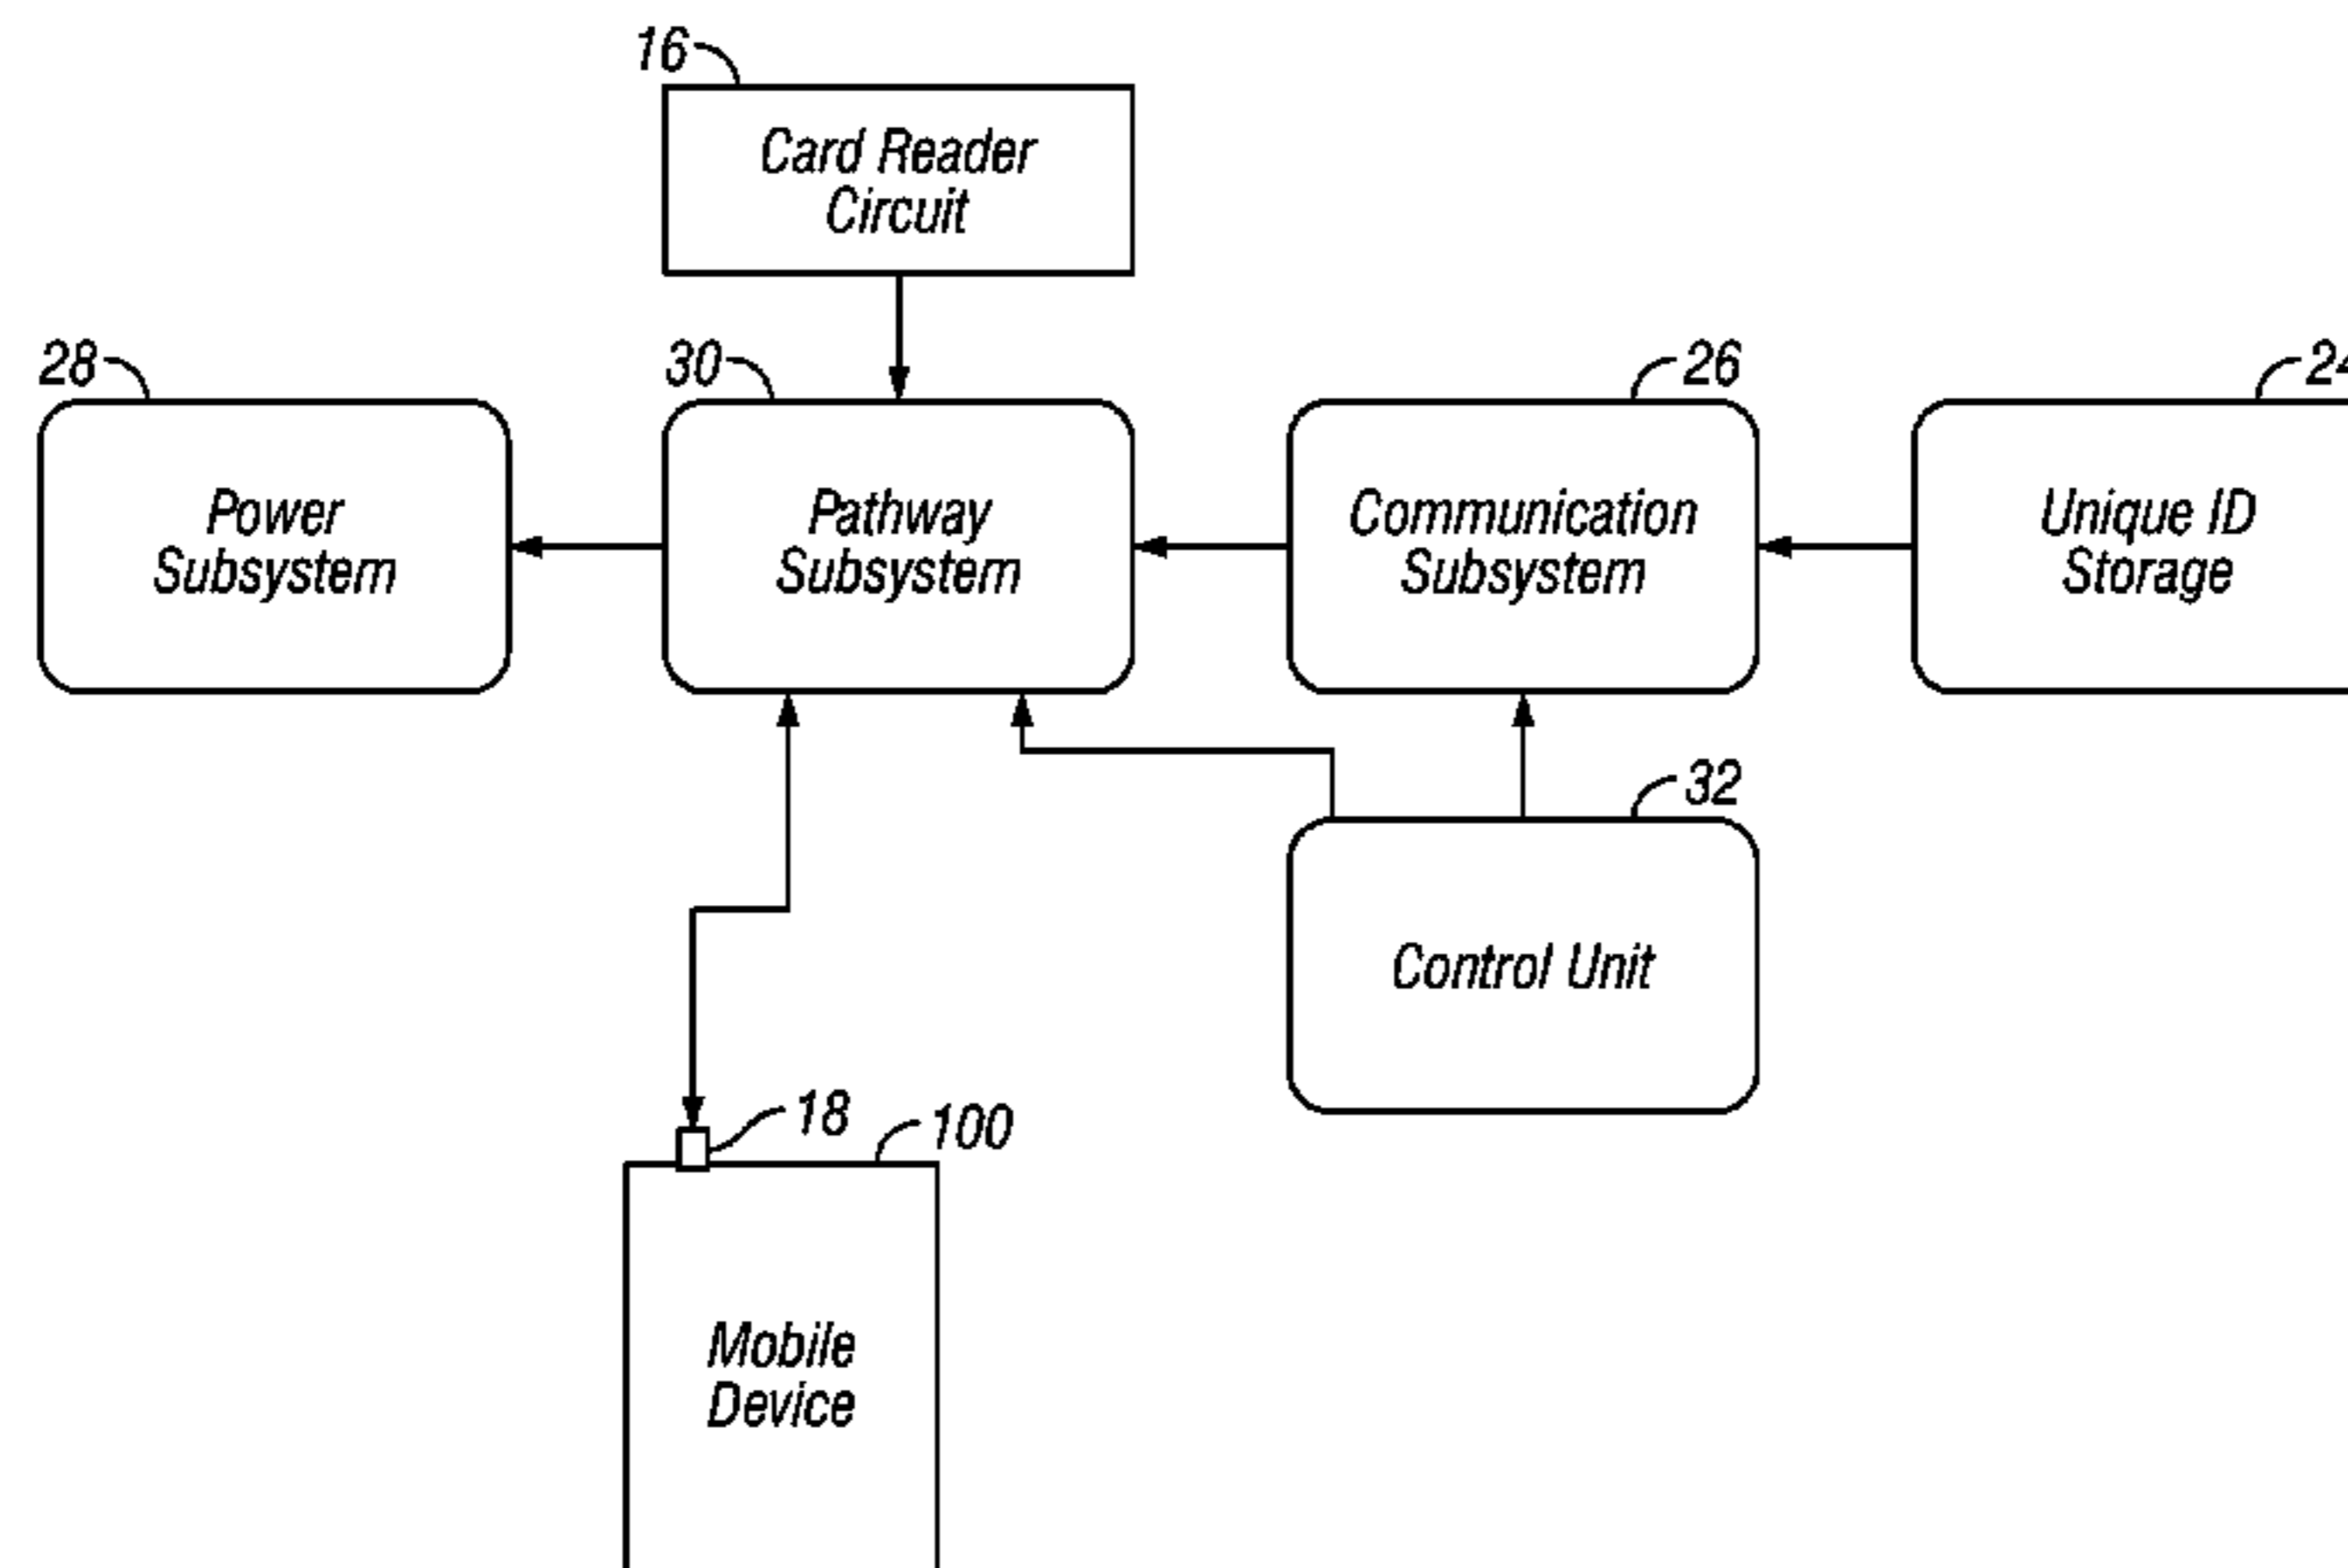 16
Card Reader
Circuit
28
30
26
24
Power
Subsystem
Pathway
Subsystem
Communication
Subsystem
Unique ID
Storage
32
Control Unit
18
100
Mobile
Device